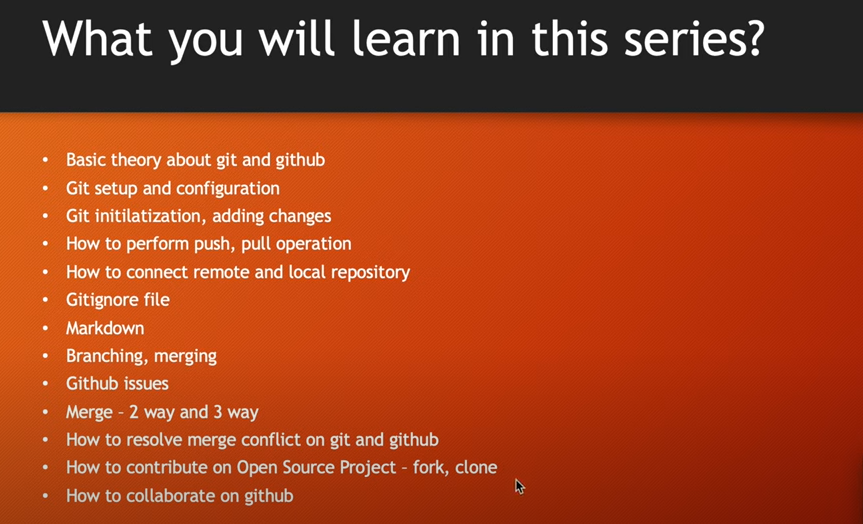 What you will learn in this series?
• Basic theory about git and github
• Git setup and configuration
• Git initilatization, adding changes
• How to perform push, pull operation
• How to connect remote and local repository
• Gitignore file
• Markdown
• Branching, merging
• Github issues
• Merge – 2 way and 3 way
• How to resolve merge conflict on git and github
• How to contribute on Open Source Project – fork, clone
• How to collaborate on github